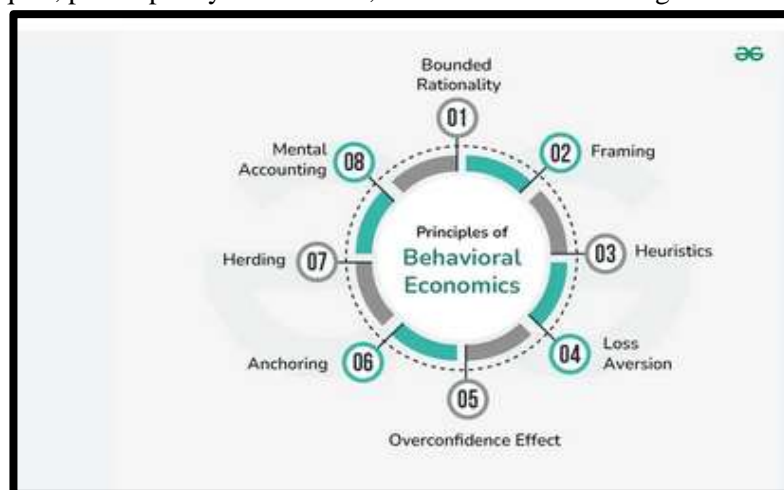 Bounded
Rationality
01
02
Framing
03
Heuristics
04
Loss
Aversion
05
Overconfidence Effect
06
Anchoring
07
Herding
08
Mental
Accounting
Principles of
Behavioral
Economics